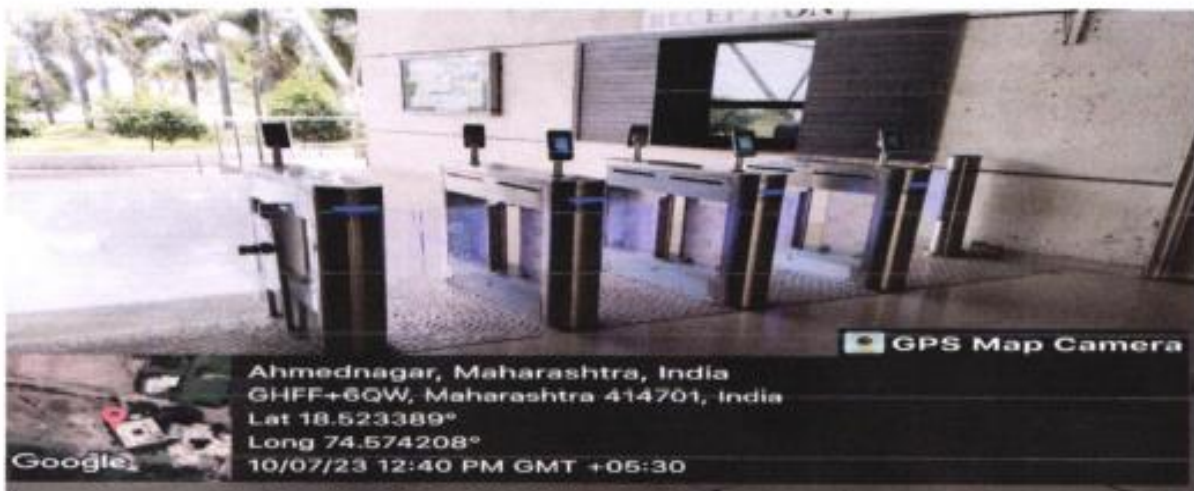 RECEPTION
GPS Map Camera
Ahmednagar, Maharashtra, India
GHFF+6QW, Maharashtra 414701, India
Lat 18.523389°
Long 74.574208°
10/07/23 12:40 PM GMT +05:30
Google